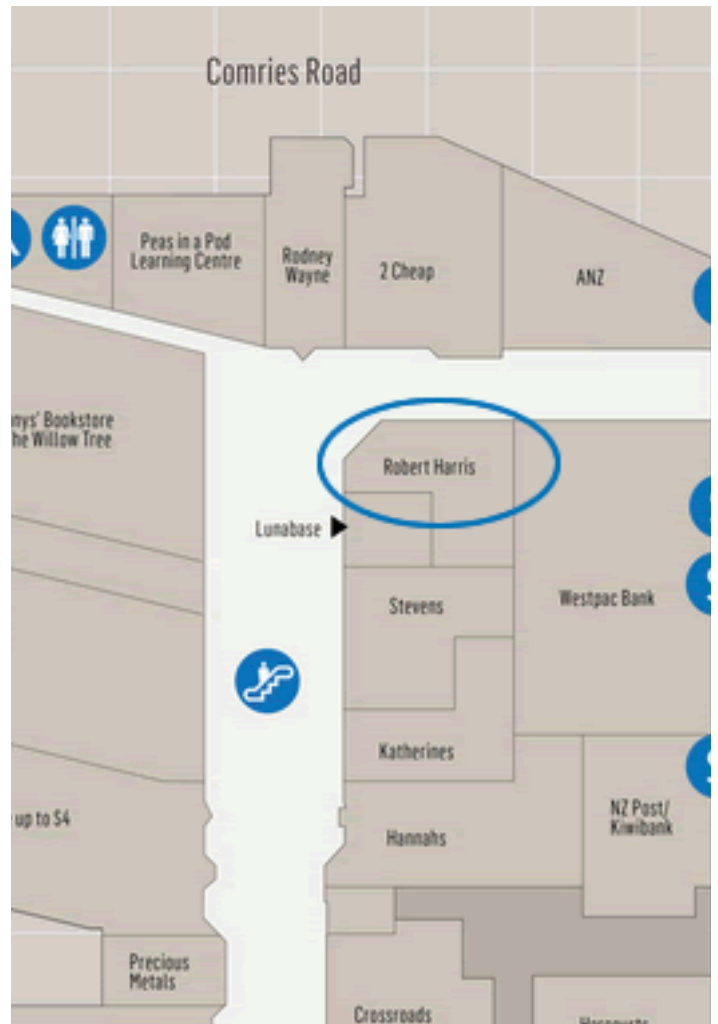 Comries Road
Peas in a Pod
Learning Centre
Rodney
Wayne
2 Cheap
ANZ
nys' Bookstore
he Willow Tree
Robert Harris
Lunabase
Stevens
Westpac Bank
Katherines
up to $4
Hannahs
NZ Post/
Kiwibank
Precious
Metals
Crossroads